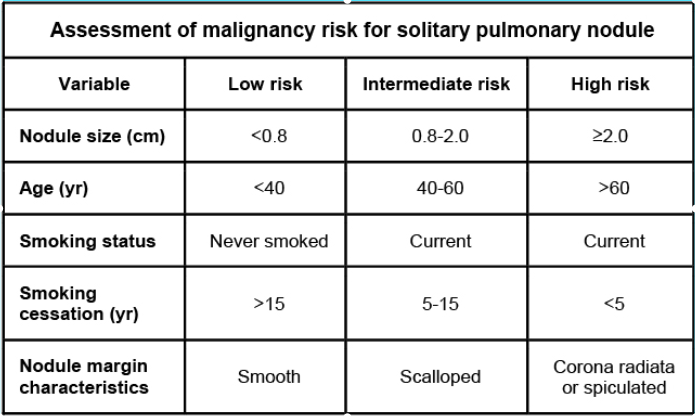 Assessment of malignancy risk for solitary pulmonary nodule
Variable Low risk Intermediate risk High risk
Nodule size (cm) <0.8 0.8-2.0 ≥2.0
Age (yr) <40 40-60 >60
Smoking status Never smoked Current Current
Smoking cessation (yr) >15 5-15 <5
Nodule margin characteristics Smooth Scalloped Corona radiata or spiculated